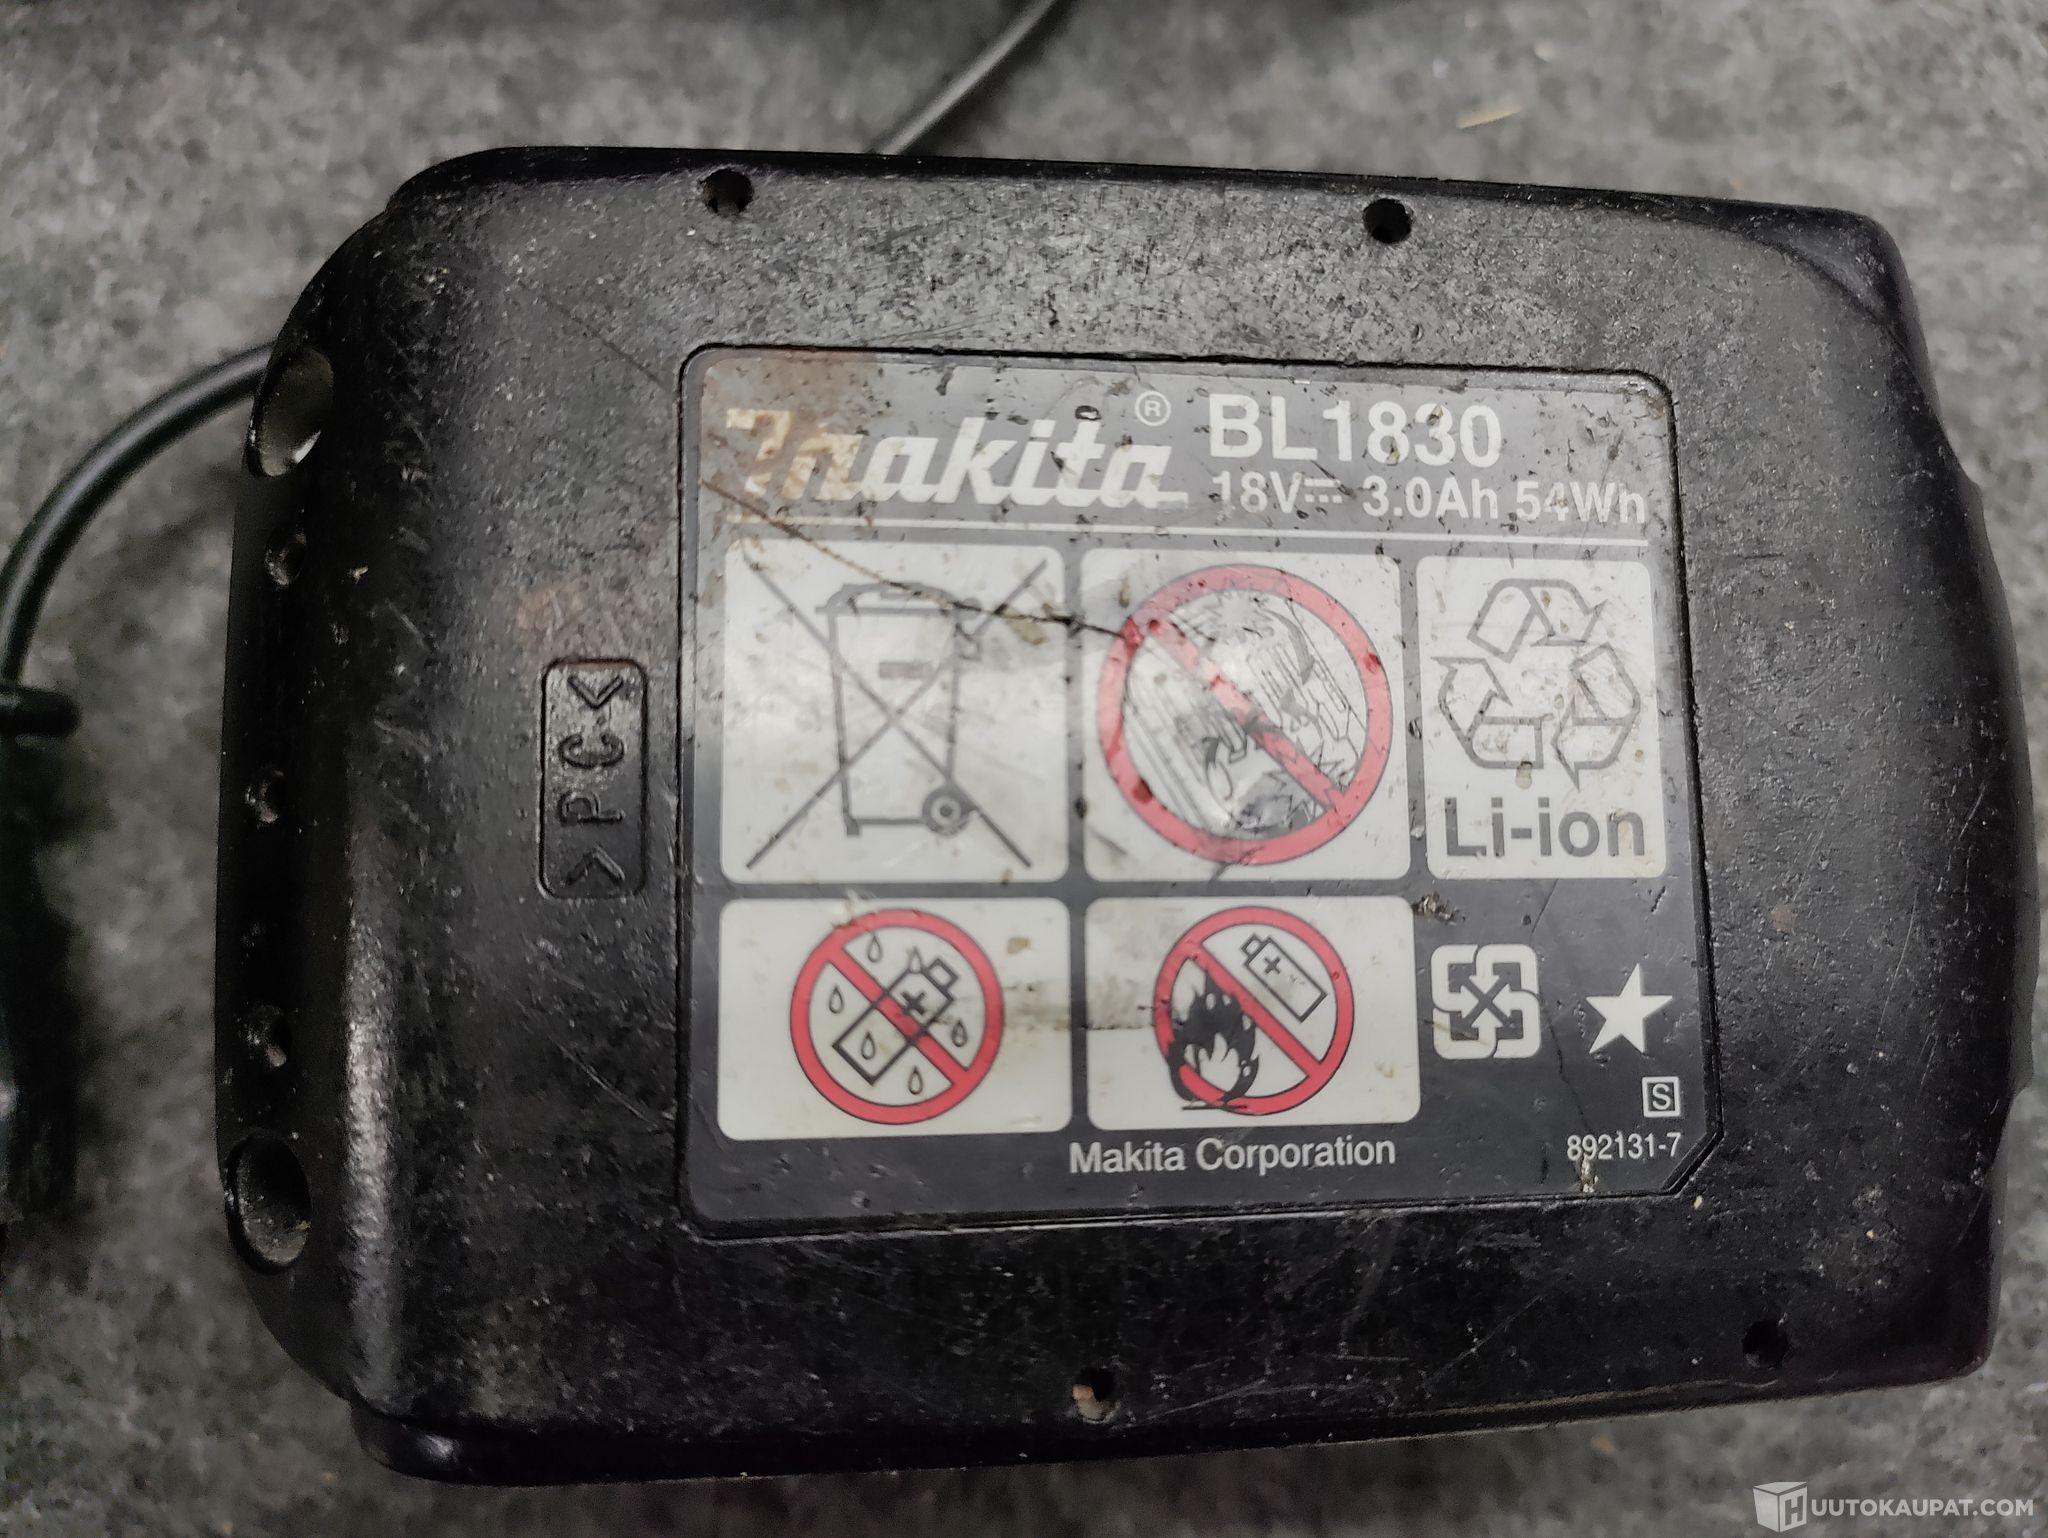 makita® BL1830
18V⎓ 3.0Ah 54Wh
>PC<
Li-ion
S
Makita Corporation
892131-7
HUUTOKAUPAT.COM